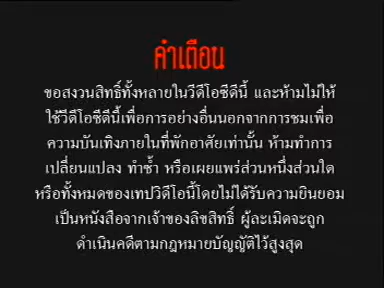 คำเตือน
ขอสงวนสิทธิ์ทั้งหลายในวีดีโอซีดีนี้ และห้ามไม่ให้
ใช้วีดีโอซีดีนี้เพื่อการอย่างอื่นนอกจากการชมเพื่อ
ความบันเทิงภายในที่พักอาศัยเท่านั้น ห้ามทำการ
เปลี่ยนแปลง ทำซ้ำ หรือเผยแพร่ส่วนหนึ่งส่วนใด
หรือทั้งหมดของเทปวิดีโอนี้โดยไม่ได้รับความยินยอม
เป็นหนังสือจากเจ้าของลิขสิทธิ์ ผู้ละเมิดจะถูก
ดำเนินคดีตามกฎหมายบัญญัติไว้สูงสุด